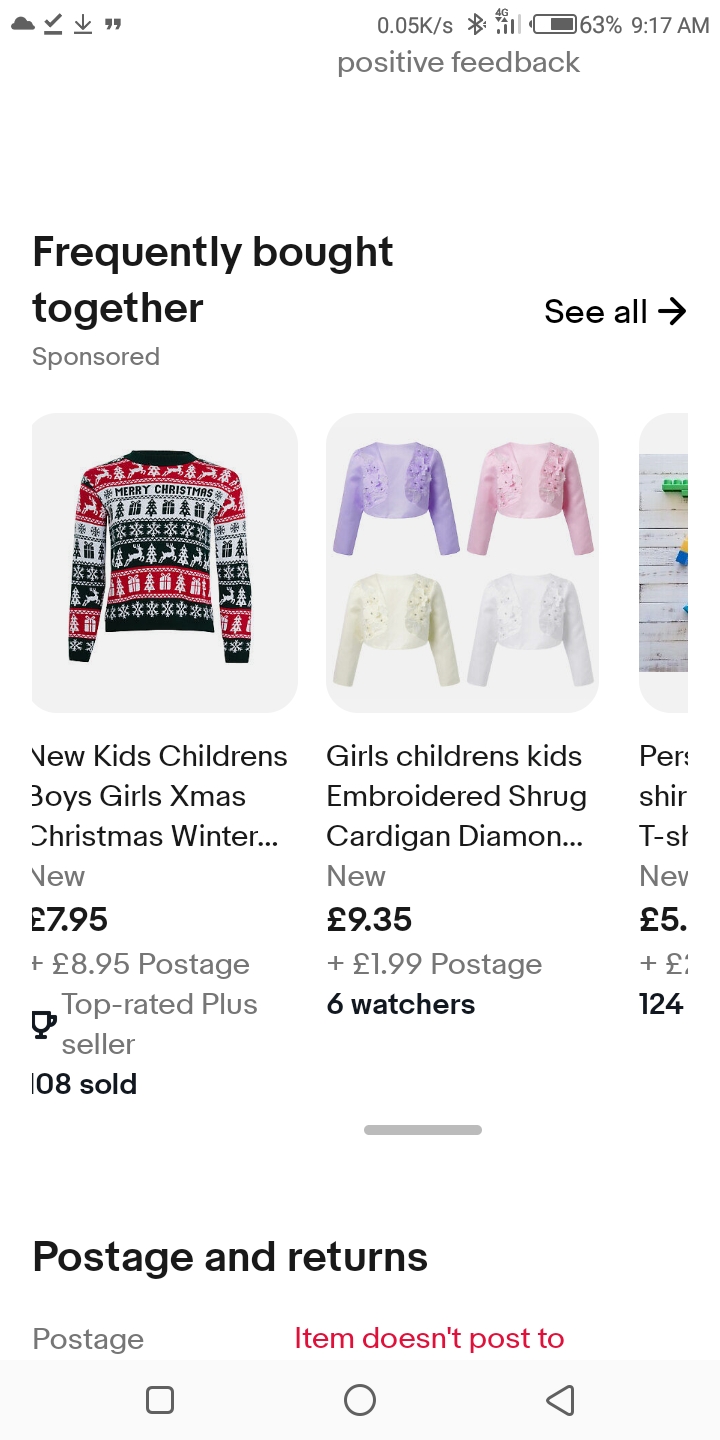 0.05K/s 4G 63% 9:17 AM
positive feedback
Frequently bought
together
See all
Sponsored
MERRY CHRISTMAS
New Kids Childrens
Boys Girls Xmas
Christmas Winter...
New
£7.95
+ £8.95 Postage
Top-rated Plus
seller
108 sold
Girls childrens kids
Embroidered Shrug
Cardigan Diamon...
New
£9.35
+ £1.99 Postage
6 watchers
Pers
shir
T-sh
New
£5.
+ £2
124
Postage and returns
Postage
Item doesn't post to